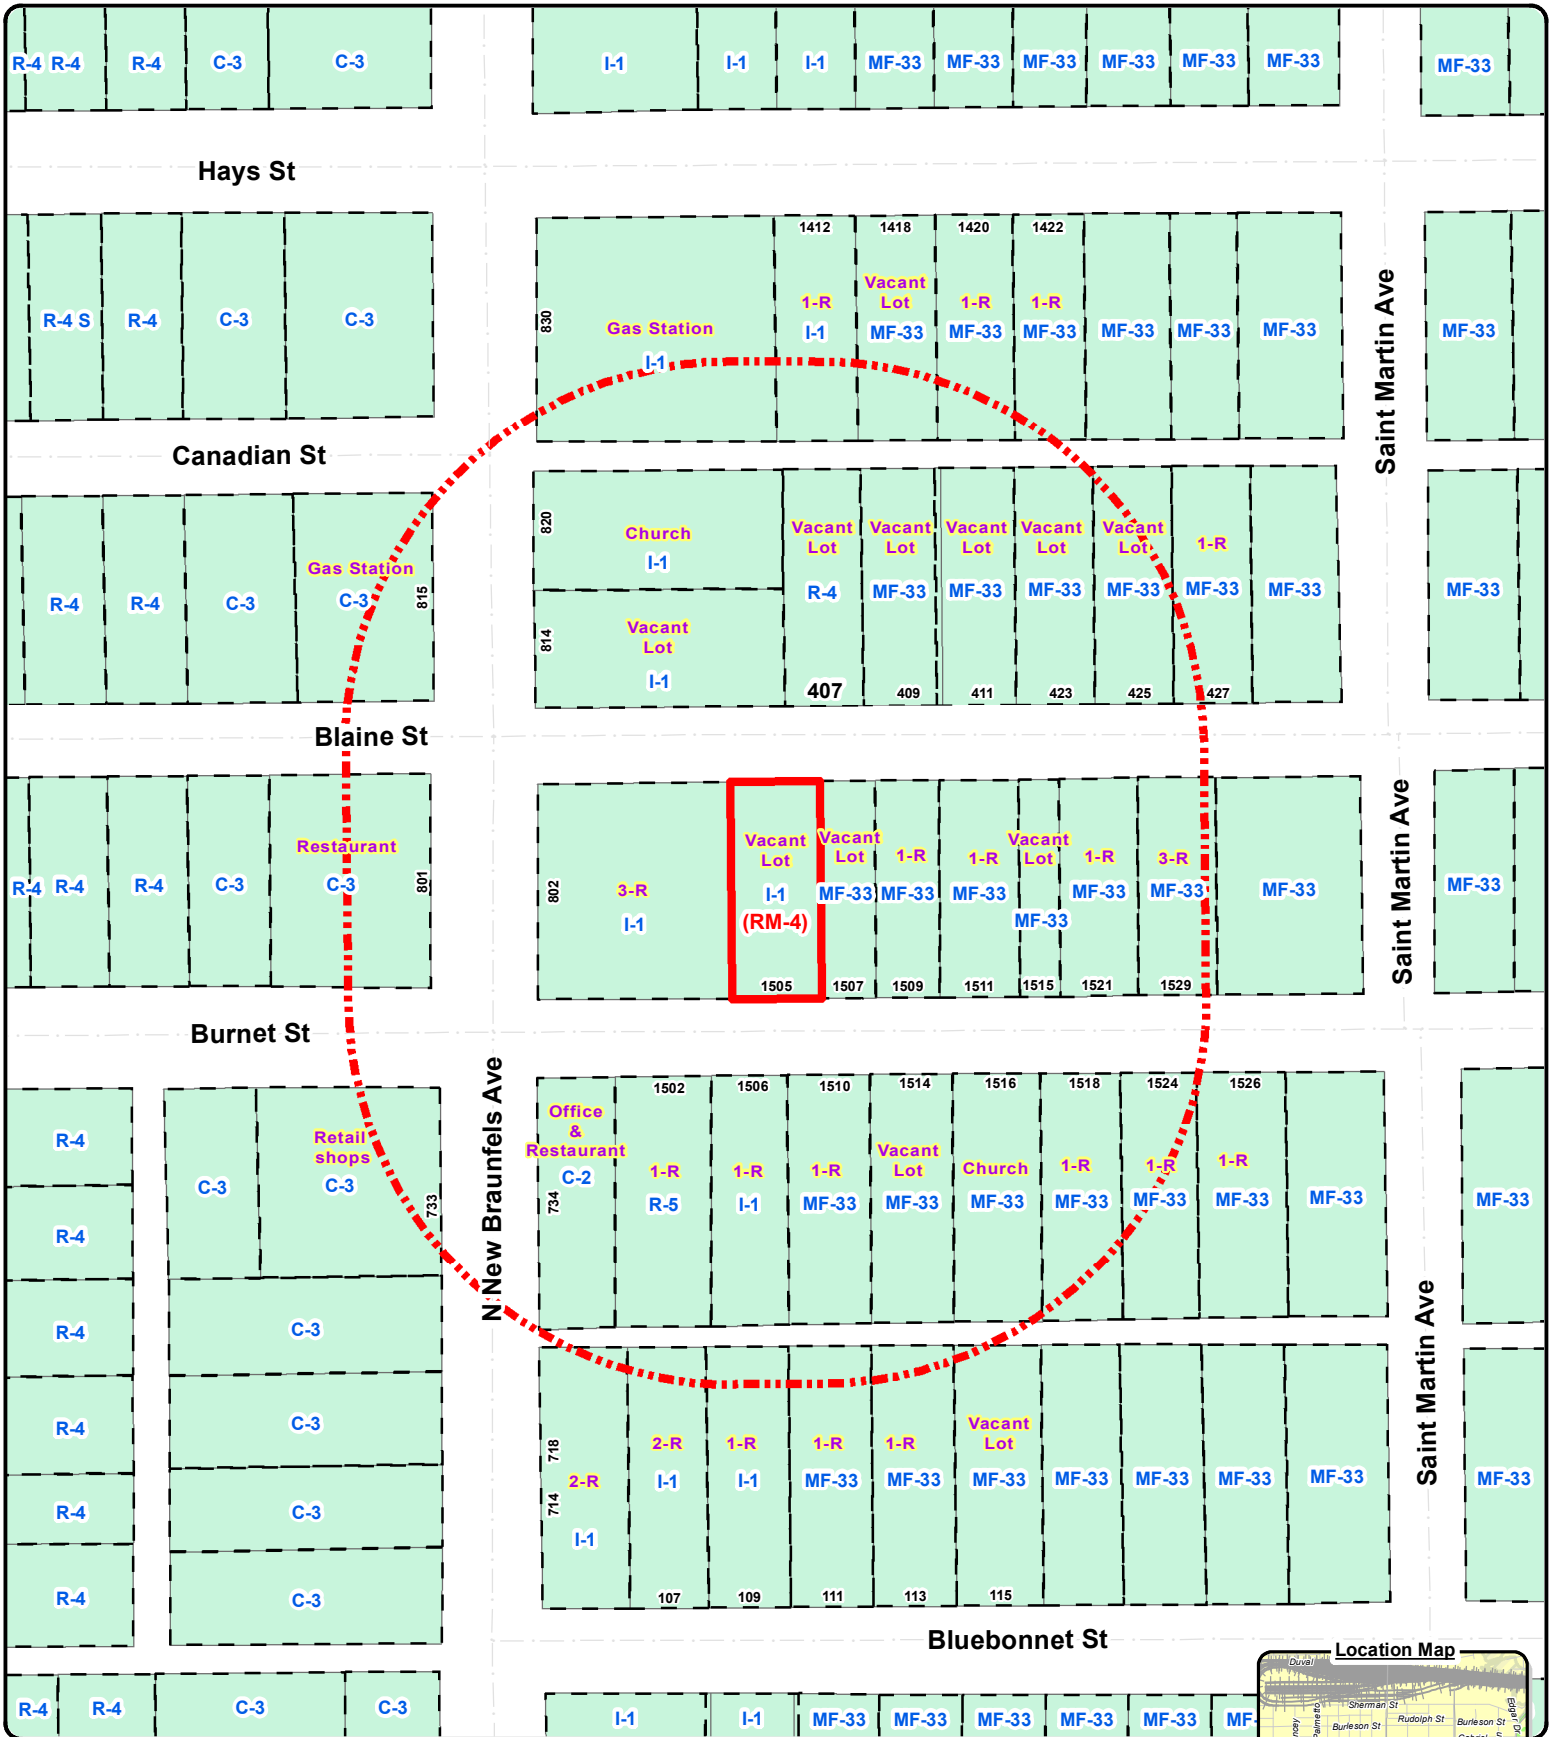 R-4
R-4
R-4
C-3
C-3
I-1
I-1
I-1
MF-33
MF-33
MF-33
MF-33
MF-33
MF-33
MF-33
Hays St
1412
1418
1420
1422
R-4 S
R-4
C-3
C-3
830
Gas Station
I-1
1-R
I-1
Vacant
Lot
MF-33
1-R
MF-33
1-R
MF-33
MF-33
MF-33
MF-33
MF-33
Saint Martin Ave
Canadian St
R-4
R-4
C-3
Gas Station
C-3
815
820
Church
I-1
814
Vacant
Lot
I-1
Vacant
Lot
R-4
407
Vacant
Lot
MF-33
409
Vacant
Lot
MF-33
411
Vacant
Lot
MF-33
423
Vacant
Lot
MF-33
425
1-R
MF-33
427
MF-33
MF-33
Blaine St
R-4
R-4
R-4
C-3
Restaurant
C-3
801
802
3-R
I-1
Vacant
Lot
I-1
(RM-4)
1505
Vacant
Lot
MF-33
1507
1-R
MF-33
1509
1-R
MF-33
1511
Vacant
Lot
MF-33
1515
1-R
MF-33
1521
3-R
MF-33
1529
MF-33
Saint Martin Ave
MF-33
Burnet St
N New Braunfels Ave
R-4
R-4
R-4
R-4
R-4
R-4
C-3
Retail
shops
C-3
733
C-3
C-3
C-3
C-3
Office
&
Restaurant
C-2
734
1502
1-R
R-5
1506
1-R
I-1
1510
1-R
MF-33
1514
Vacant
Lot
MF-33
1516
Church
MF-33
1518
1-R
MF-33
1524
1-R
MF-33
1526
1-R
MF-33
MF-33
MF-33
Saint Martin Ave
718
714
2-R
I-1
2-R
I-1
107
1-R
I-1
109
1-R
MF-33
111
1-R
MF-33
113
Vacant
Lot
MF-33
115
MF-33
MF-33
MF-33
MF-33
MF-33
Bluebonnet St
R-4
R-4
C-3
C-3
I-1
I-1
MF-33
MF-33
MF-33
MF-33
MF-33
MF-
Location Map
Duval
Sherman St
Rudolph St
Burleson St
Burleson St
Palmetto
Edgar Dr